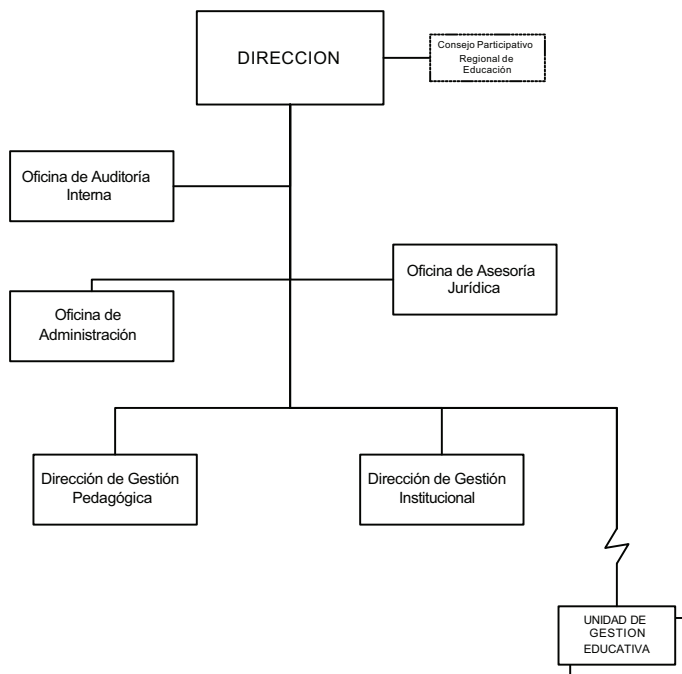 DIRECCION
Consejo Participativo
Regional de
Educación
Oficina de Auditoría
Interna
Oficina de Asesoría
Jurídica
Oficina de
Administración
Dirección de Gestión
Pedagógica
Dirección de Gestión
Institucional
UNIDAD DE
GESTION
EDUCATIVA